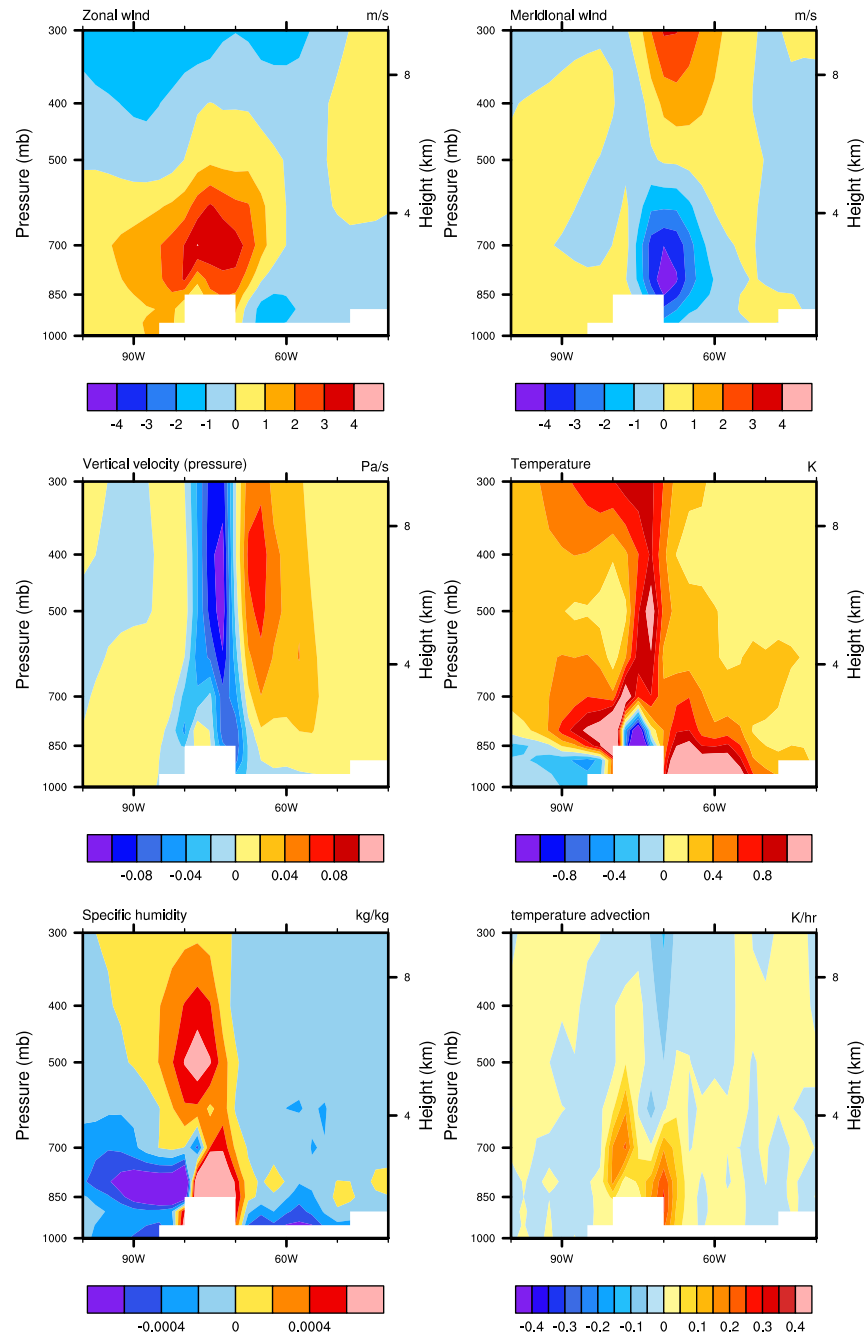 Zonal wind m/s
Meridional wind m/s
300
400
500
700
850
1000
Pressure (mb)
8
4
Height (km)
90W 60W
-4 -3 -2 -1 0 1 2 3 4
300
400
500
700
850
1000
Pressure (mb)
8
4
Height (km)
90W 60W
-4 -3 -2 -1 0 1 2 3 4
Vertical velocity (pressure) Pa/s
Temperature K
300
400
500
700
850
1000
Pressure (mb)
8
4
Height (km)
90W 60W
-0.08 -0.04 0 0.04 0.08
300
400
500
700
850
1000
Pressure (mb)
8
4
Height (km)
90W 60W
-0.8 -0.4 0 0.4 0.8
Specific humidity kg/kg
temperature advection K/hr
300
400
500
700
850
1000
Pressure (mb)
8
4
Height (km)
90W 60W
-0.0004 0 0.0004
300
400
500
700
850
1000
Pressure (mb)
8
4
Height (km)
90W 60W
-0.4 -0.3 -0.2 -0.1 0 0.1 0.2 0.3 0.4